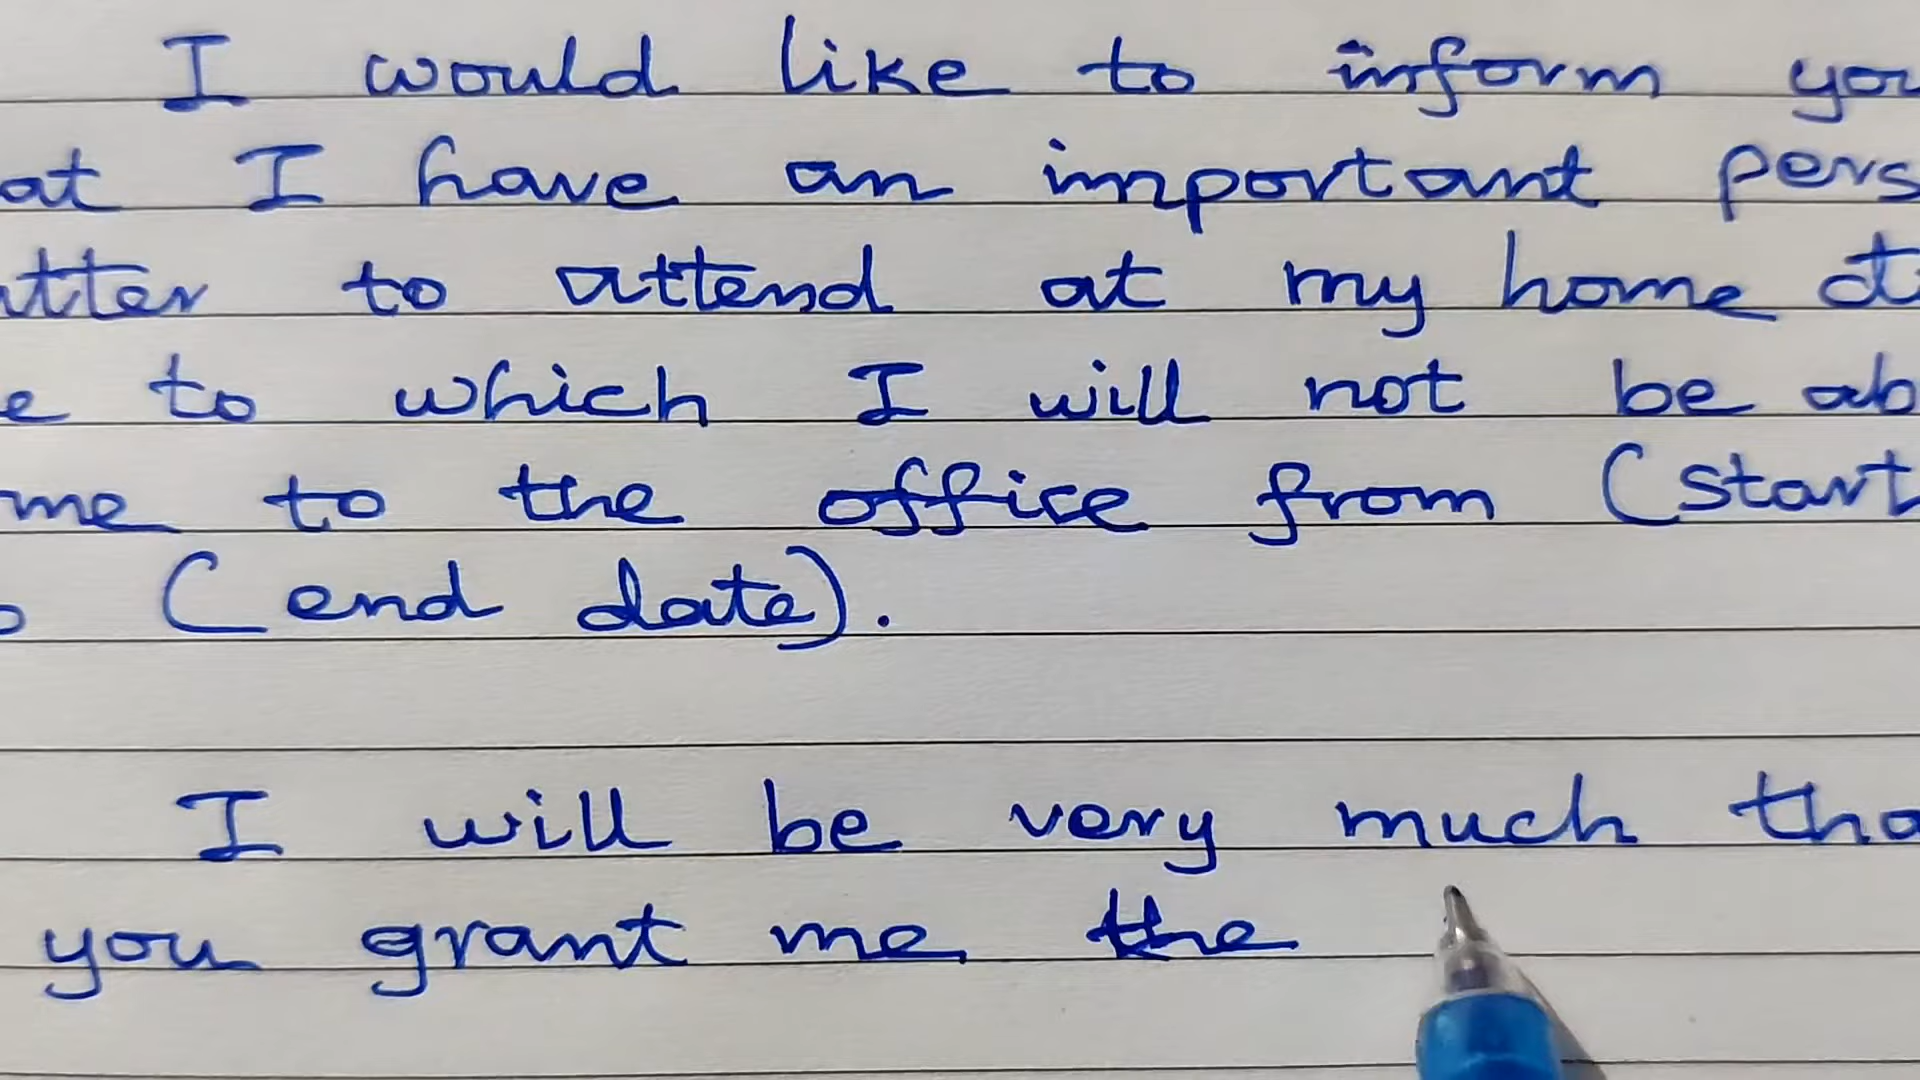 I would like to inform you
at I have an important pers
atter to attend at my home d
e to which I will not be ab
me to the office from (start
o (end date).
I will be very much tha
you grant me the